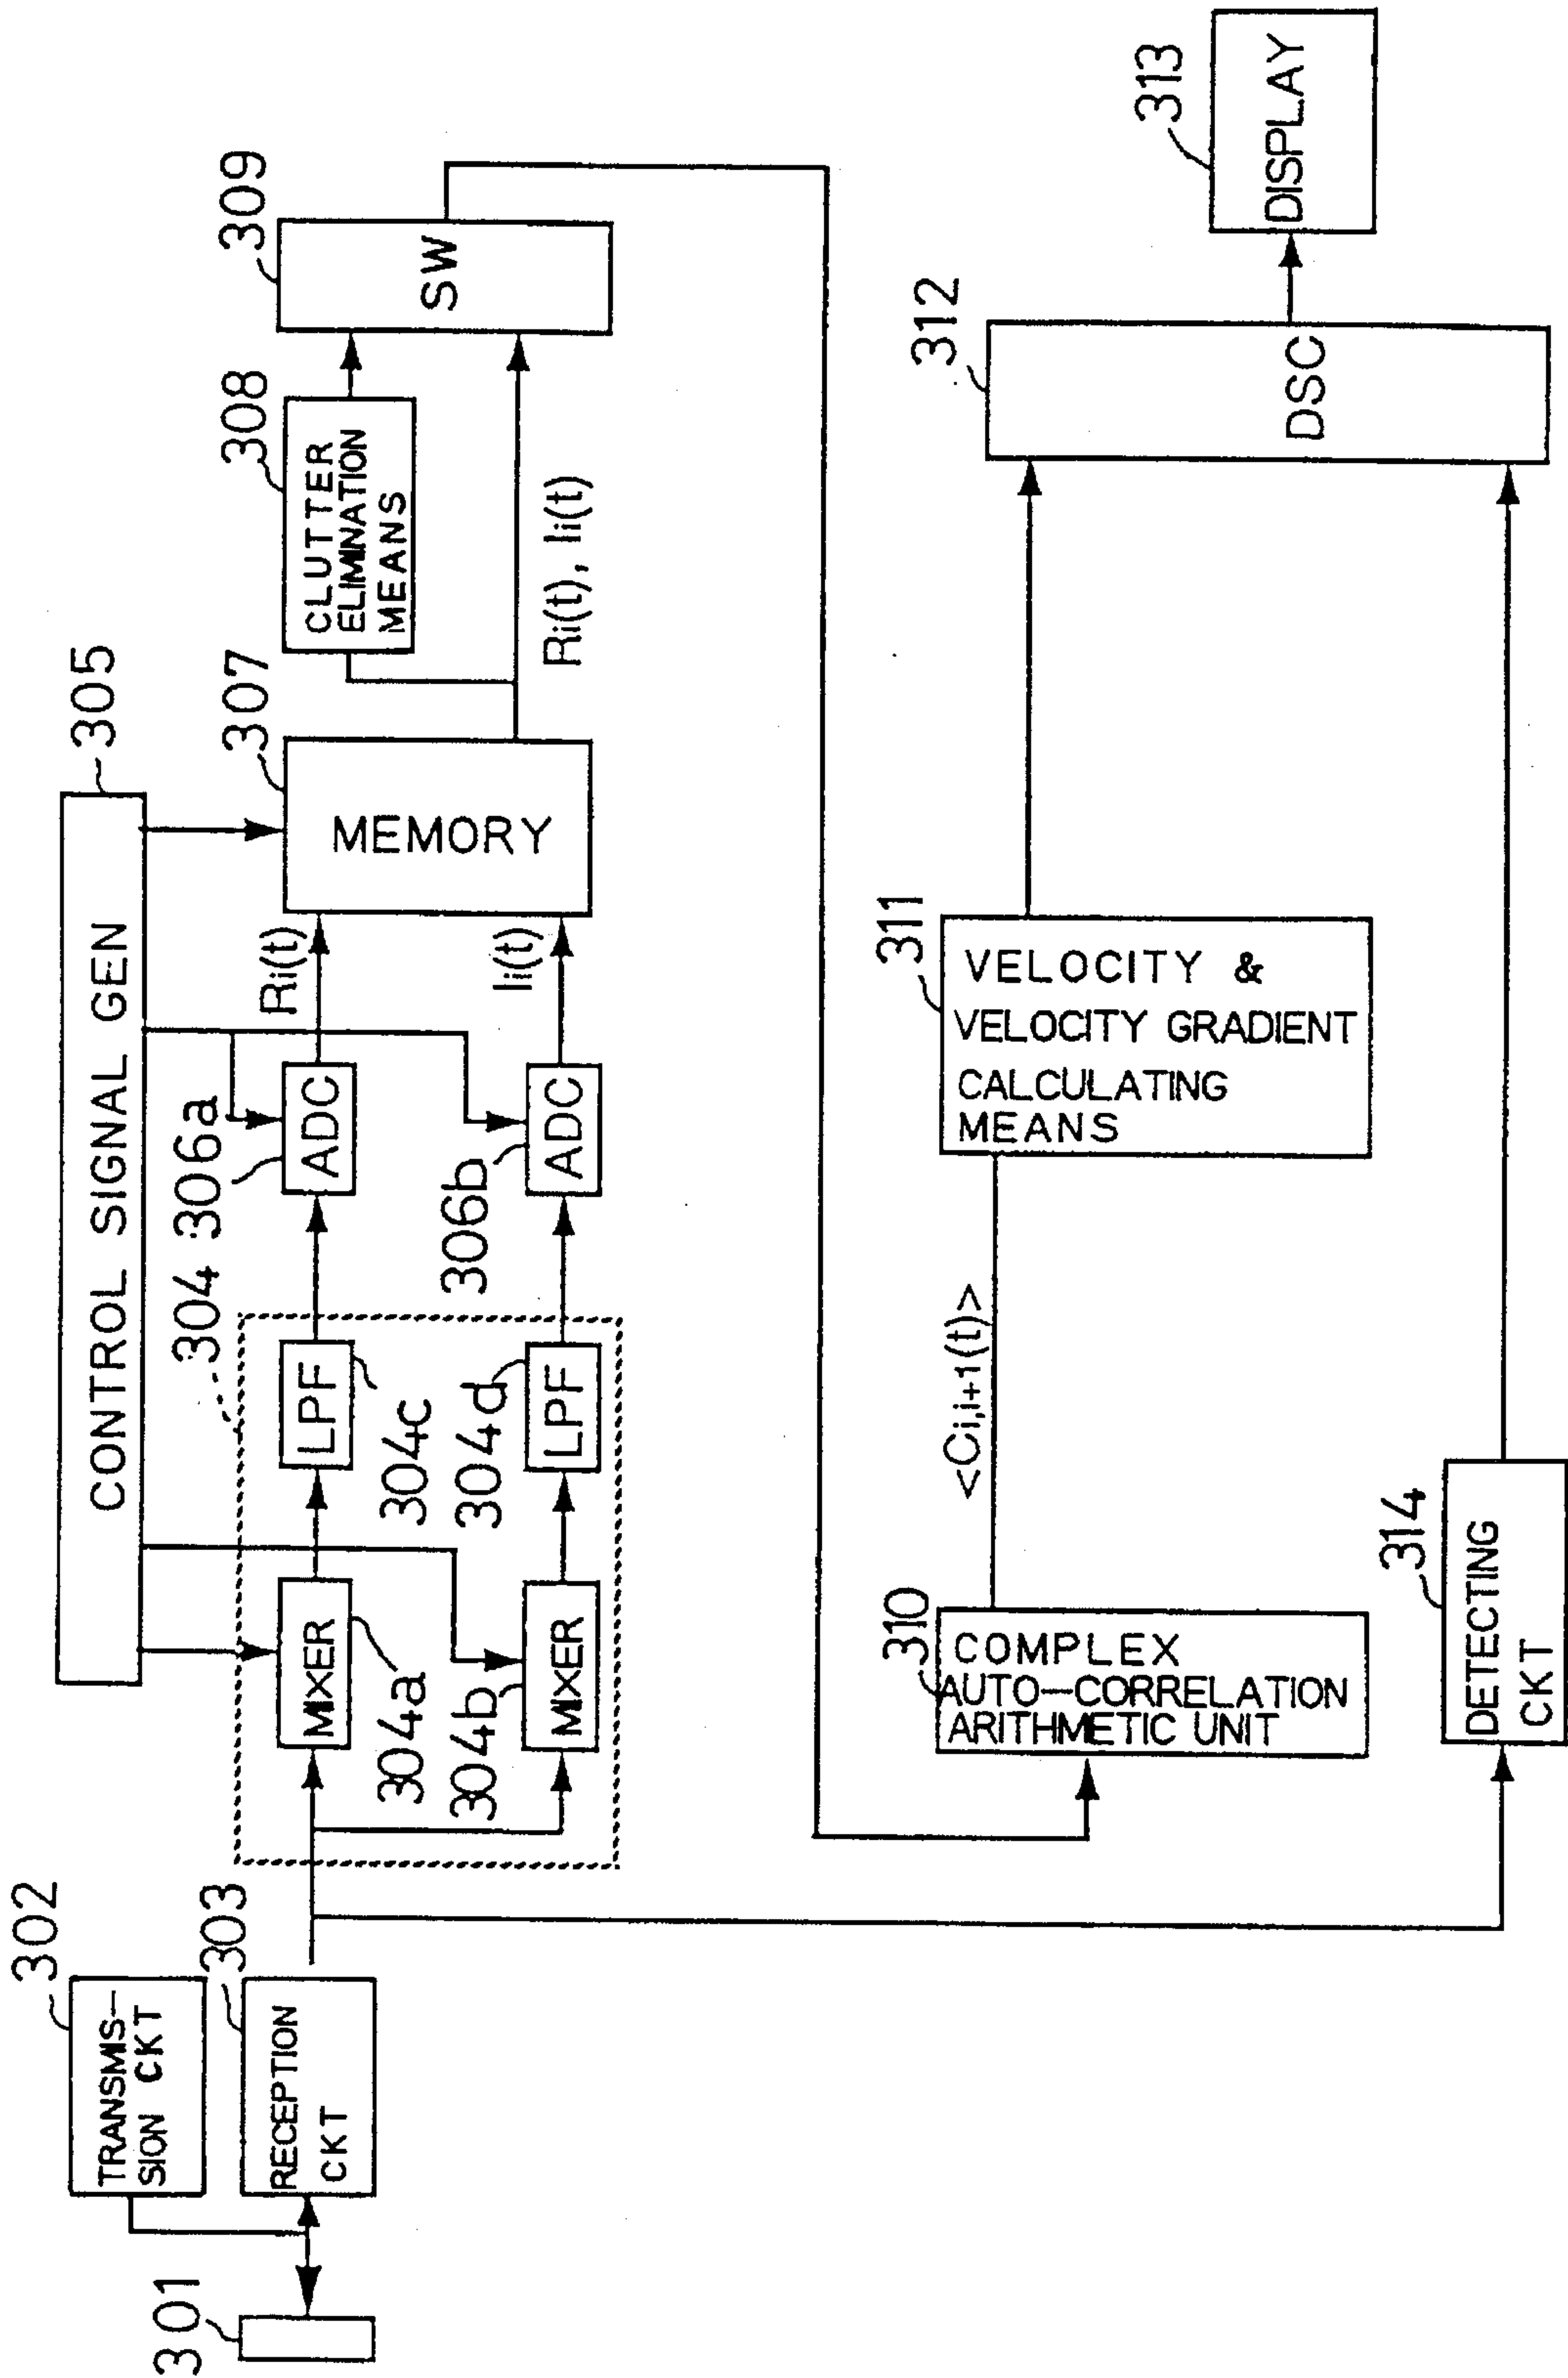 301
302
TRANSMIS-
SION CKT
303
RECEPTION
CKT
CONTROL SIGNAL GEN
305
304
MIXER
304a
LPF
304c
304b
MIXER
304d
LPF
306a
ADC
306b
ADC
Ri(t)
Ii(t)
307
MEMORY
308
CLUTTER
ELIMINATION
MEANS
Ri(t), Ii(t)
309
SW
310
COMPLEX
AUTO-CORRELATION
ARITHMETIC UNIT
<Ci,i+1(t)>
311
VELOCITY &
VELOCITY GRADIENT
CALCULATING
MEANS
312
DSC
313
DISPLAY
314
DETECTING
CKT